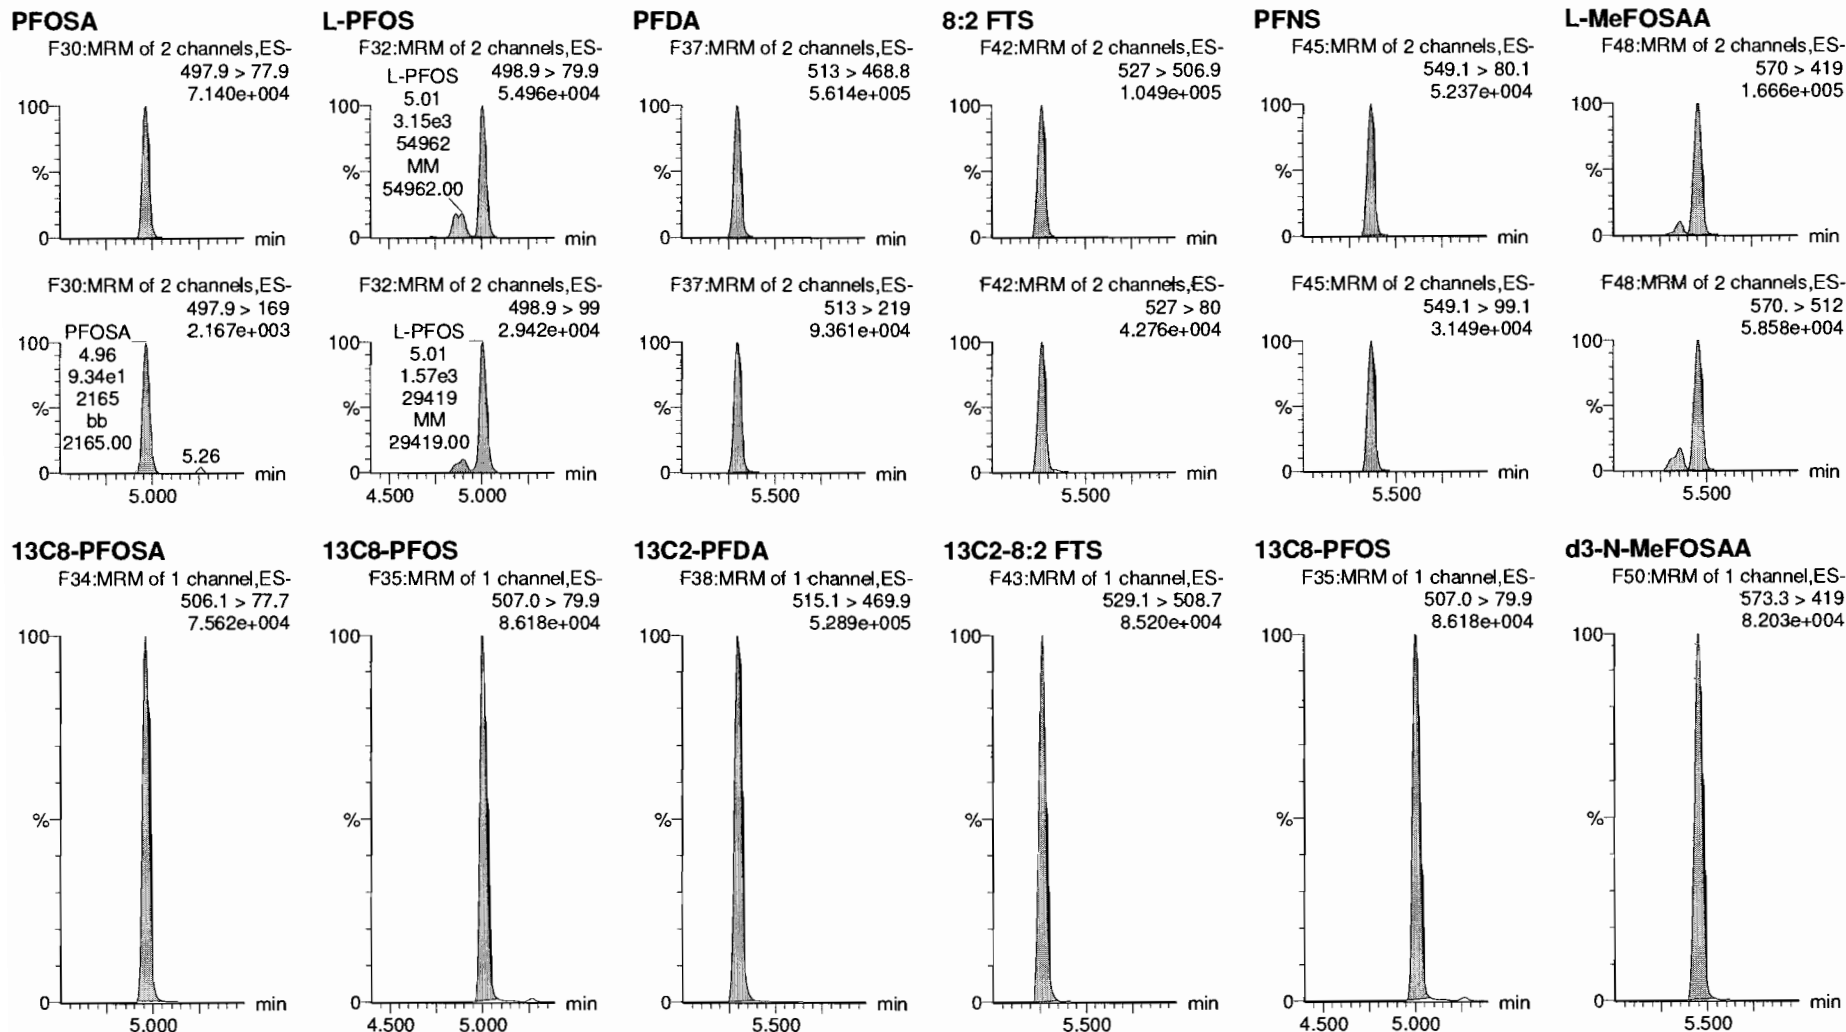 PFOSA
F30:MRM of 2 channels,ES-
497.9 > 77.9
7.140e+004
100
%
0
min
F30:MRM of 2 channels,ES-
497.9 > 169
2.167e+003
PFOSA
4.96
9.34e1
2165
bb
2165.00
5.26
100
%
0
min
5.000
L-PFOS
F32:MRM of 2 channels,ES-
498.9 > 79.9
5.496e+004
L-PFOS
5.01
3.15e3
54962
MM
54962.00
100
%
0
min
F32:MRM of 2 channels,ES-
498.9 > 99
2.942e+004
L-PFOS
5.01
1.57e3
29419
MM
29419.00
100
%
0
min
4.500 5.000
PFDA
F37:MRM of 2 channels,ES-
513 > 468.8
5.614e+005
100
%
0
min
F37:MRM of 2 channels,ES-
513 > 219
9.361e+004
100
%
0
min
5.500
8:2 FTS
F42:MRM of 2 channels,ES-
527 > 506.9
1.049e+005
100
%
0
min
F42:MRM of 2 channels,ES-
527 > 80
4.276e+004
100
%
0
min
5.500
PFNS
F45:MRM of 2 channels,ES-
549.1 > 80.1
5.237e+004
100
%
0
min
F45:MRM of 2 channels,ES-
549.1 > 99.1
3.149e+004
100
%
0
min
5.500
L-MeFOSAA
F48:MRM of 2 channels,ES-
570 > 419
1.666e+005
100
%
0
min
F48:MRM of 2 channels,ES-
570. > 512
5.858e+004
100
%
0
min
5.500
13C8-PFOSA
F34:MRM of 1 channel,ES-
506.1 > 77.7
7.562e+004
100
%
0
min
5.000
13C8-PFOS
F35:MRM of 1 channel,ES-
507.0 > 79.9
8.618e+004
100
%
0
min
4.500 5.000
13C2-PFDA
F38:MRM of 1 channel,ES-
515.1 > 469.9
5.289e+005
100
%
0
min
5.500
13C2-8:2 FTS
F43:MRM of 1 channel,ES-
529.1 > 508.7
8.520e+004
100
%
0
min
5.500
13C8-PFOS
F35:MRM of 1 channel,ES-
507.0 > 79.9
8.618e+004
100
%
0
min
4.500 5.000
d3-N-MeFOSAA
F50:MRM of 1 channel,ES-
573.3 > 419
8.203e+004
100
%
0
min
5.500